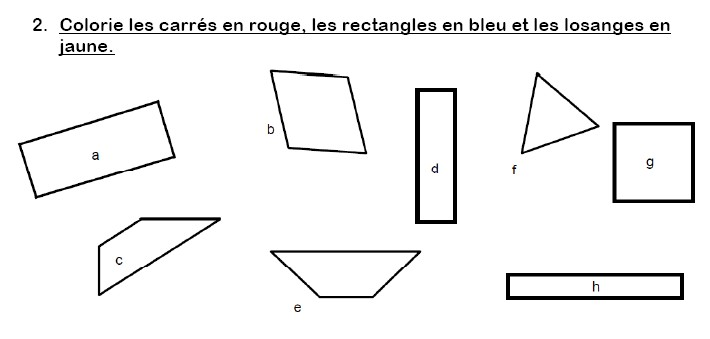 2. Colorie les carrés en rouge, les rectangles en bleu et les losanges en
jaune.
b
a
d
f
g
c
e
h